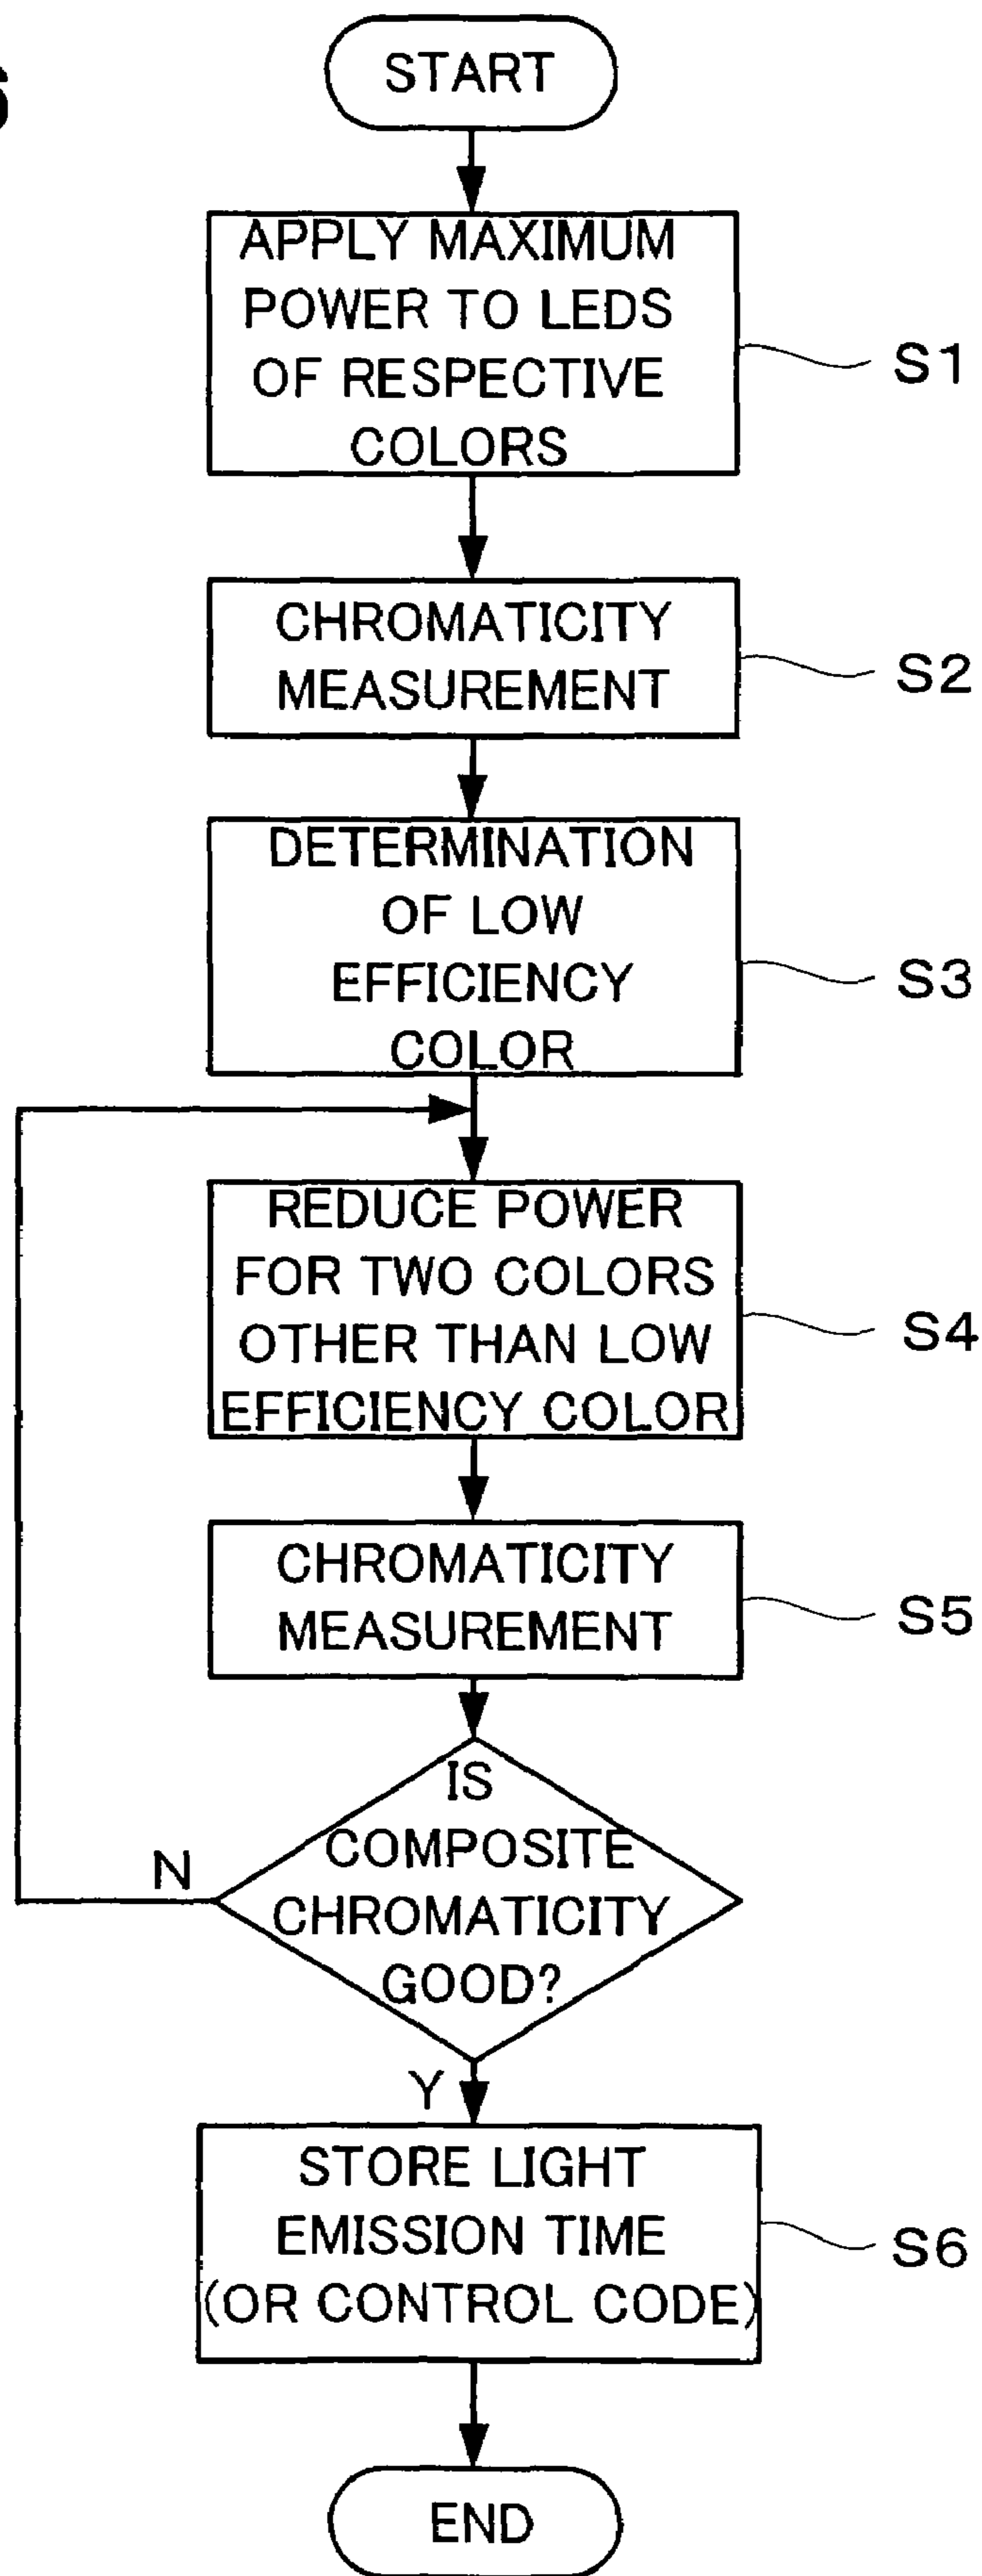 START
APPLY MAXIMUM
POWER TO LEDS
OF RESPECTIVE
COLORS
S1
CHROMATICITY
MEASUREMENT
S2
DETERMINATION
OF LOW
EFFICIENCY
COLOR
S3
REDUCE POWER
FOR TWO COLORS
OTHER THAN LOW
EFFICIENCY COLOR
S4
CHROMATICITY
MEASUREMENT
S5
IS
COMPOSITE
CHROMATICITY
GOOD?
N
Y
STORE LIGHT
EMISSION TIME
(OR CONTROL CODE)
S6
END